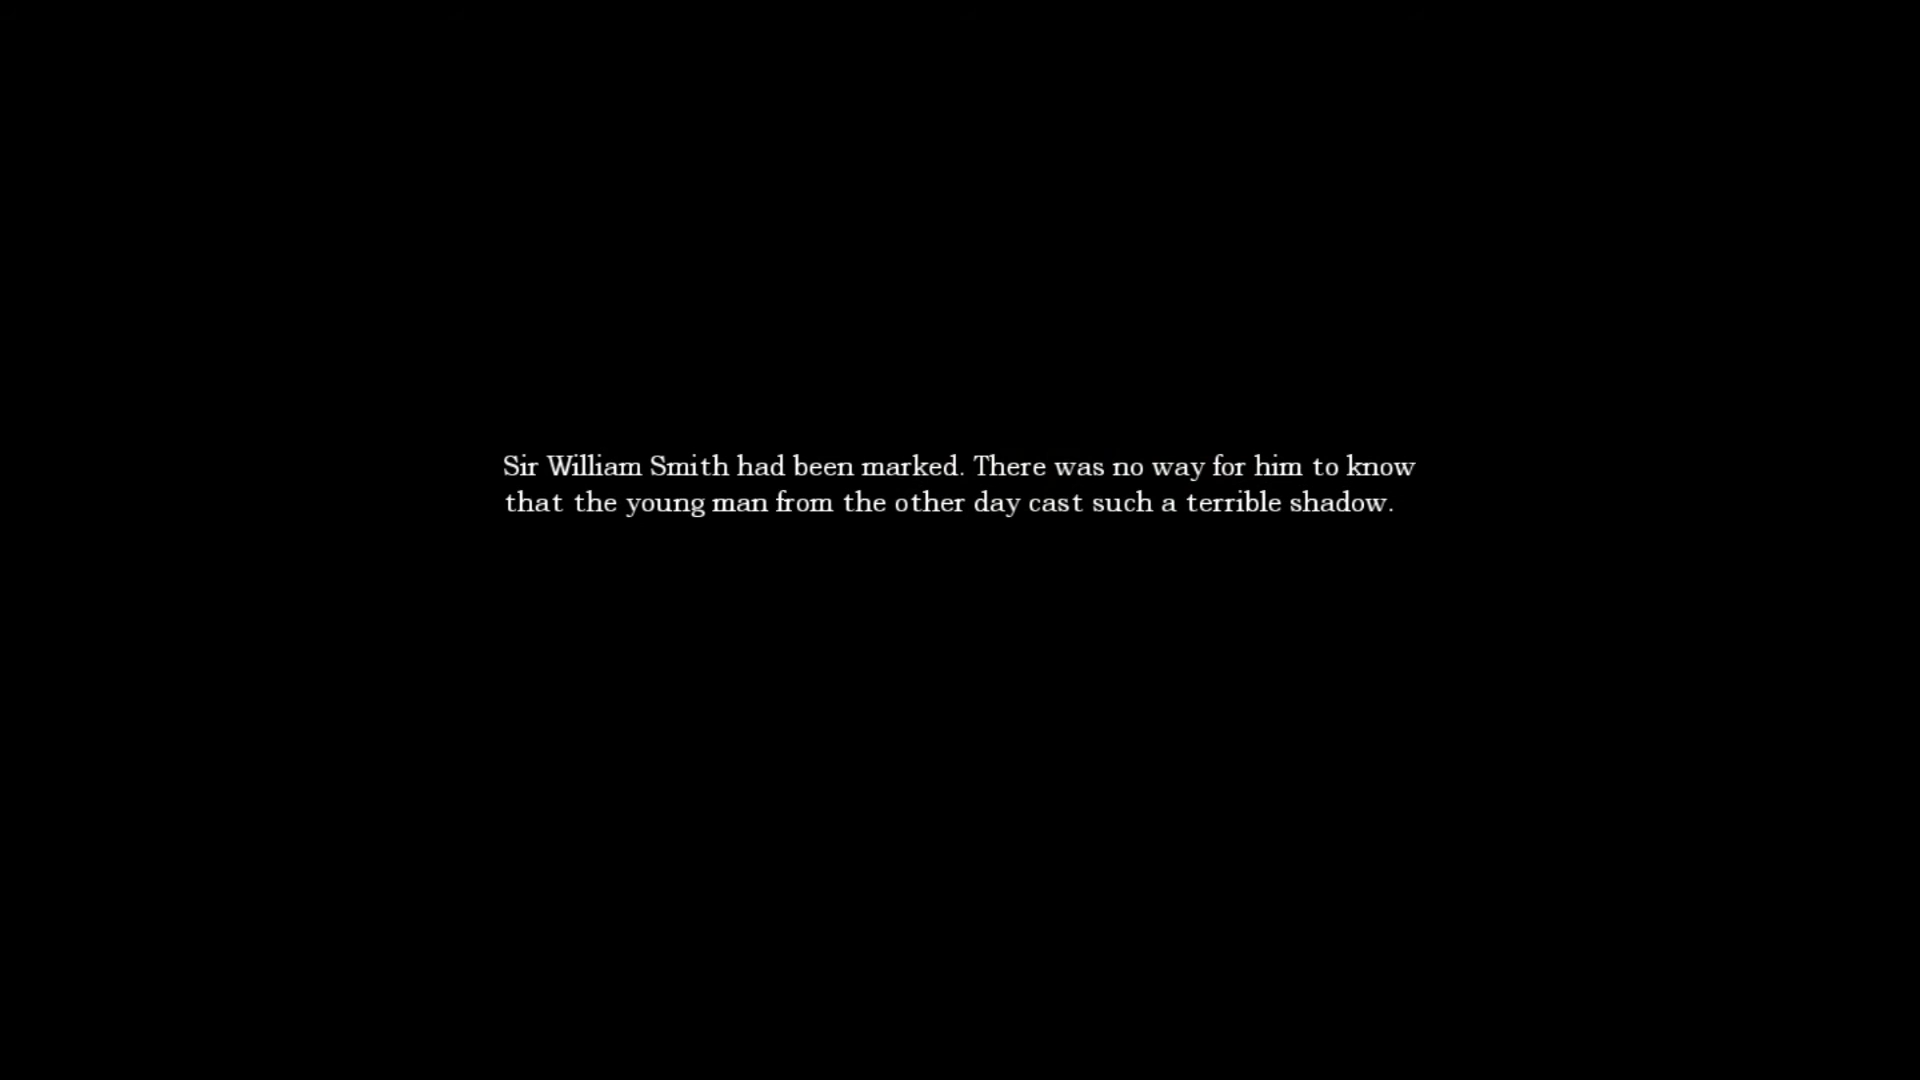 Sir William Smith had been marked. There was no way for him to know
that the young man from the other day cast such a terrible shadow.